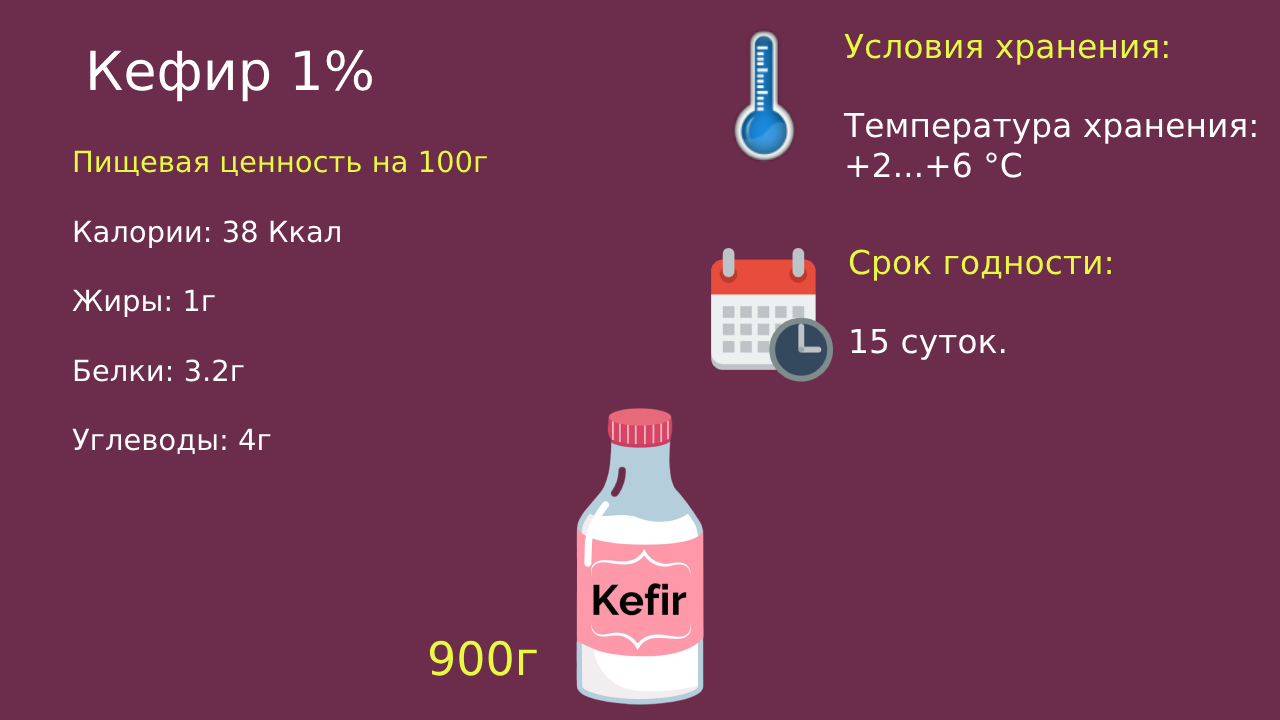 Кефир 1%
Пищевая ценность на 100г
Калории: 38 Ккал
Жиры: 1г
Белки: 3.2г
Углеводы: 4г
Условия хранения:
Температура хранения:
+2...+6 °C
Срок годности:
15 суток.
Kefir
900г